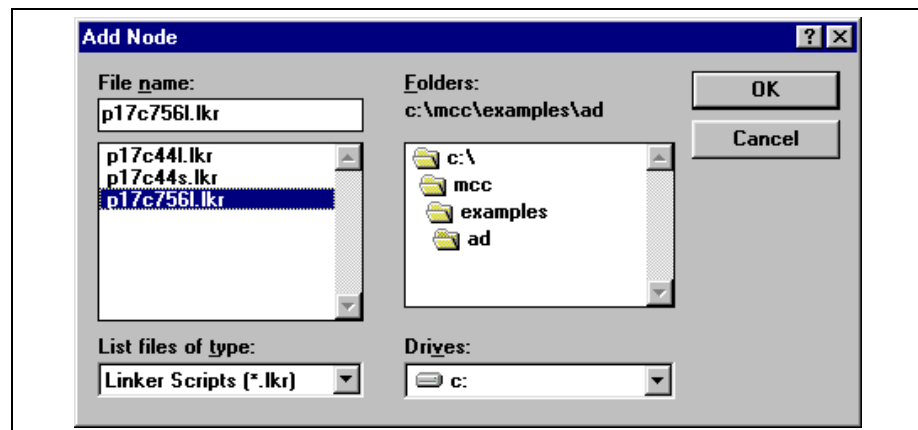 Add Node
File name:
p17c756l.lkr
p17c44l.lkr
p17c44s.lkr
p17c756l.lkr
List files of type:
Linker Scripts (*.lkr)
Folders:
c:\mcc\examples\ad
c:\
mcc
examples
ad
Drives:
c:
OK
Cancel